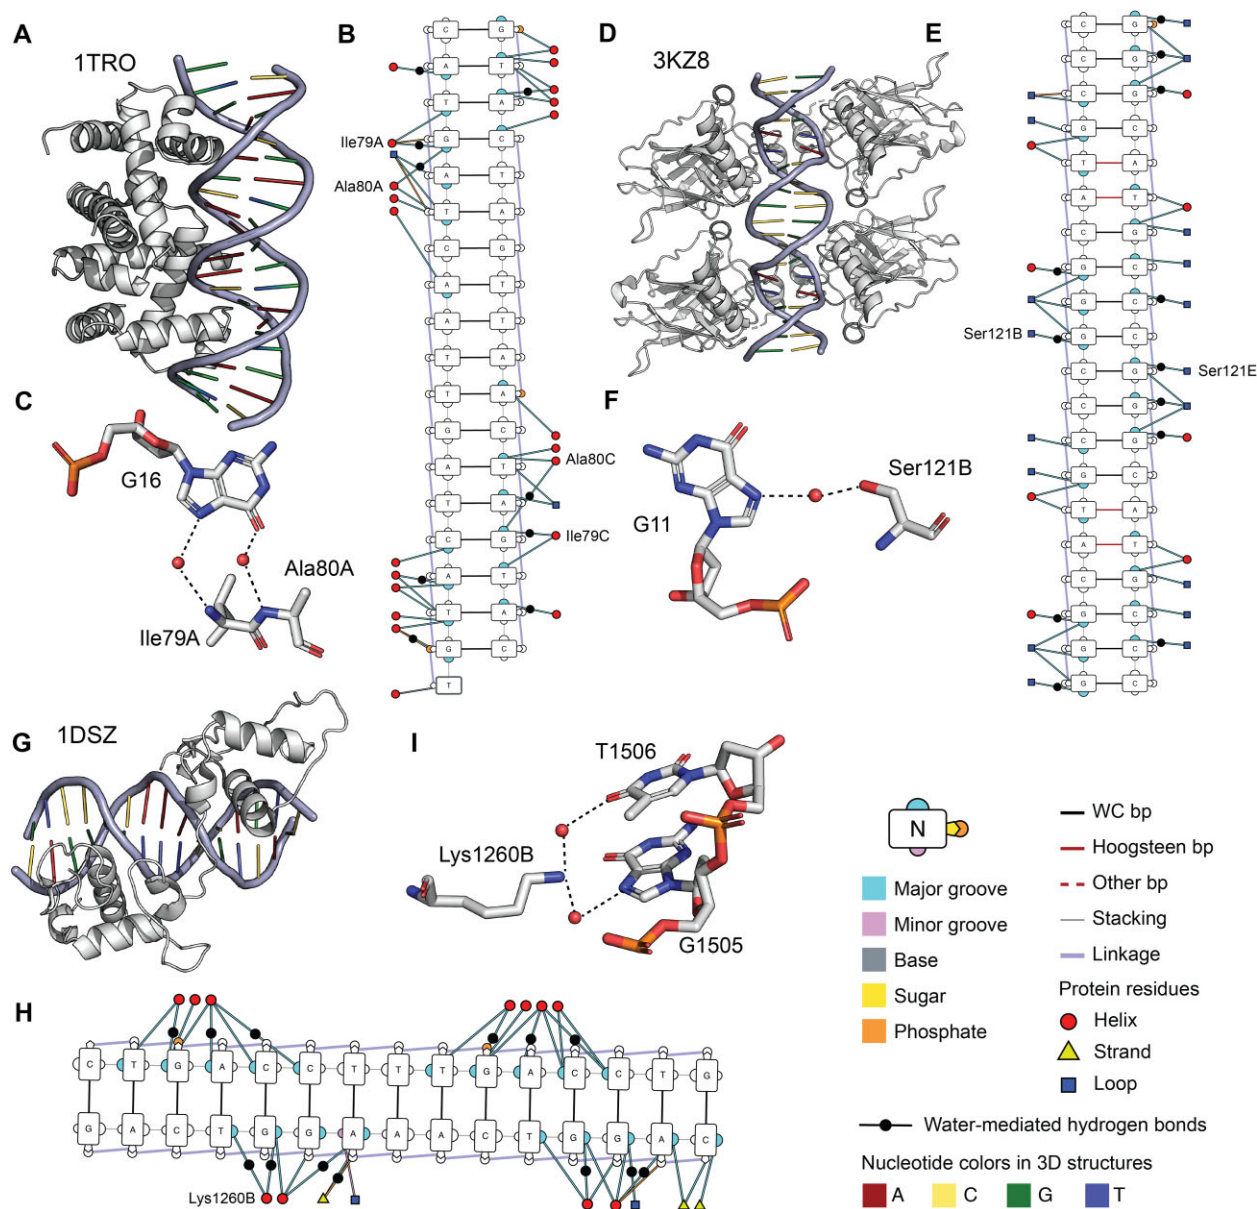 A
1TRO
B
C G
A T
T A
Ile79A
G C
A T
Ala80A
T A
C G
A T
A T
T A
T A
G C
Ala80C
A T
T A
Ile79C
C G
A T
T A
G C
T
C
G16
Ala80A
Ile79A
D
3KZ8
E
C G
C G
C G
G C
T A
A T
C G
G C
G C
Ser121B
G C
C G
Ser121E
C G
C G
G C
T A
A T
C G
G C
G C
G C
F
Ser121B
G11
G
1DSZ
I
T1506
Lys1260B
G1505
H
C T G A C C T T T G A C C T G
G A C T G G A A A C T G G A C
Lys1260B
N
Major groove
Minor groove
Base
Sugar
Phosphate
WC bp
Hoogsteen bp
Other bp
Stacking
Linkage
Protein residues
Helix
Strand
Loop
Water-mediated hydrogen bonds
Nucleotide colors in 3D structures
A C G T